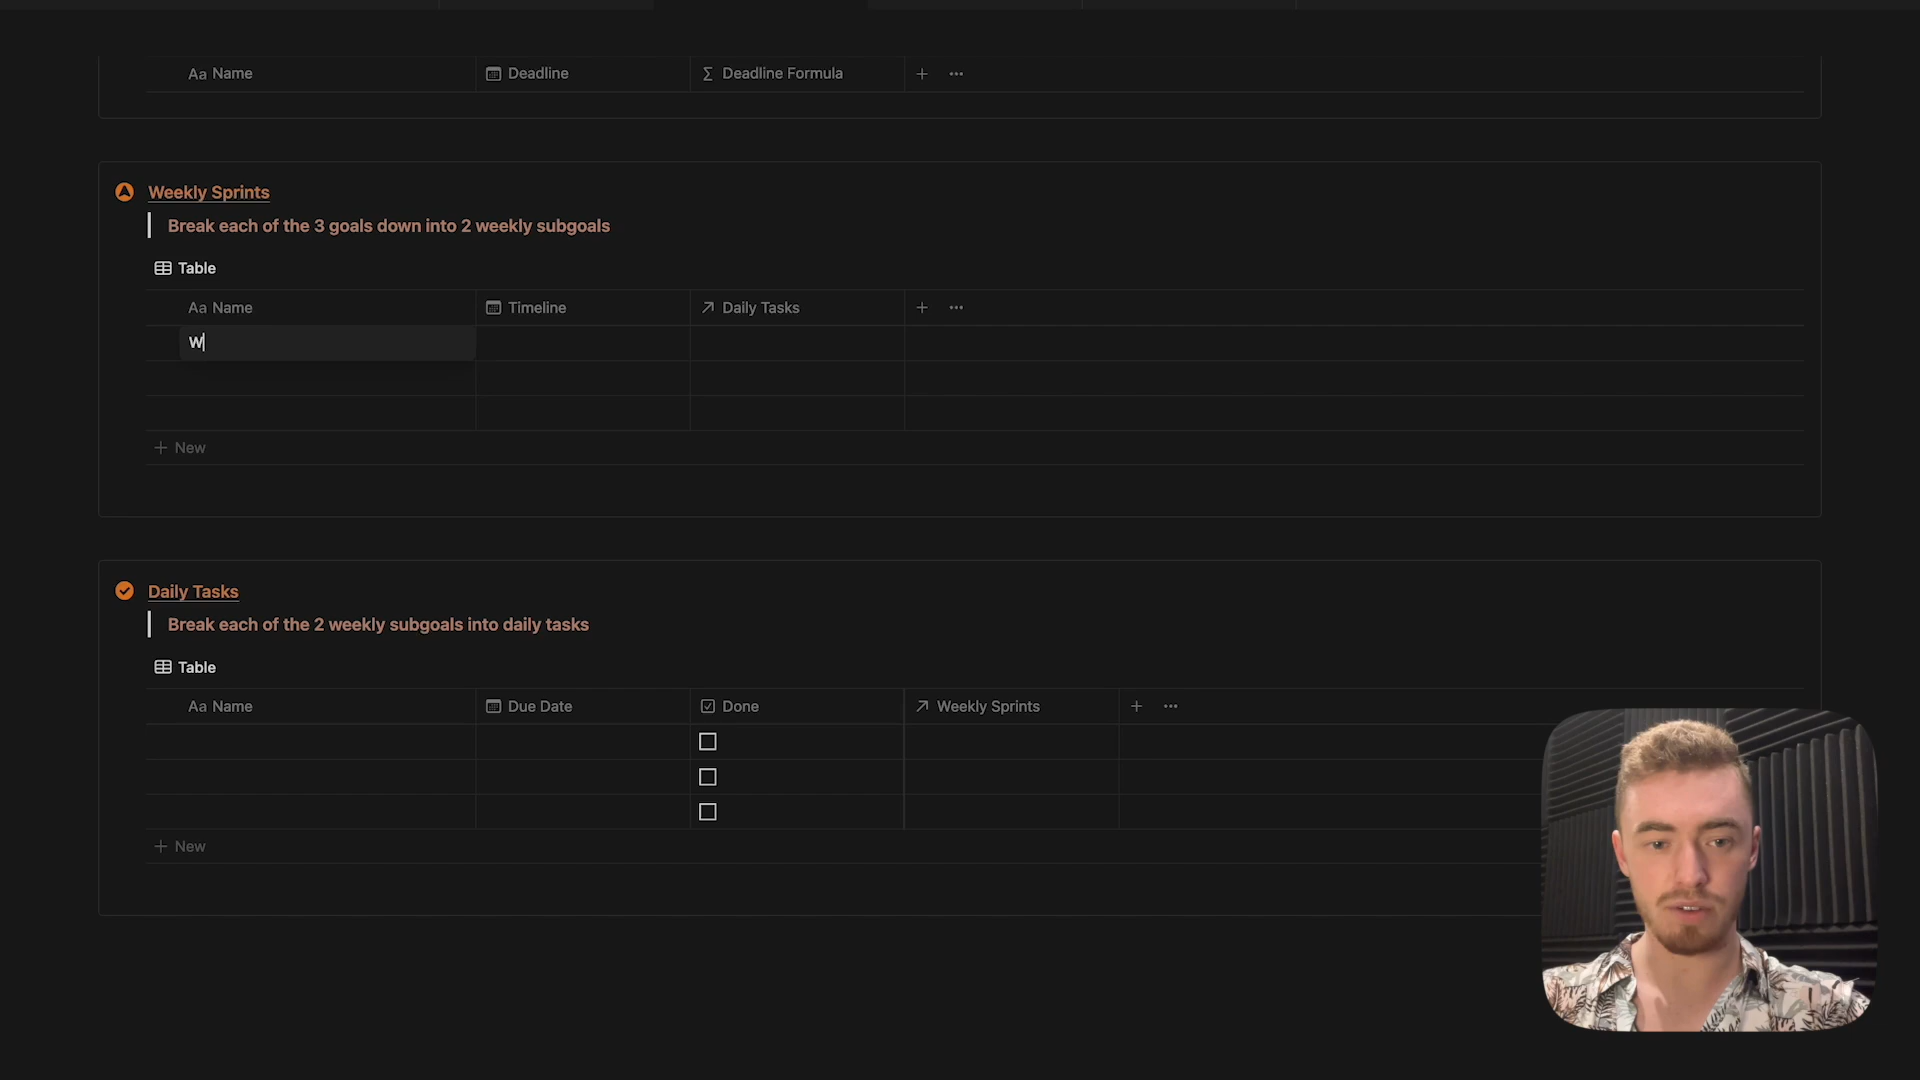 Aa Name Deadline Σ Deadline Formula
Weekly Sprints
Break each of the 3 goals down into 2 weekly subgoals
Table
Aa Name Timeline Daily Tasks
W
New
Daily Tasks
Break each of the 2 weekly subgoals into daily tasks
Table
Aa Name Due Date Done Weekly Sprints
New